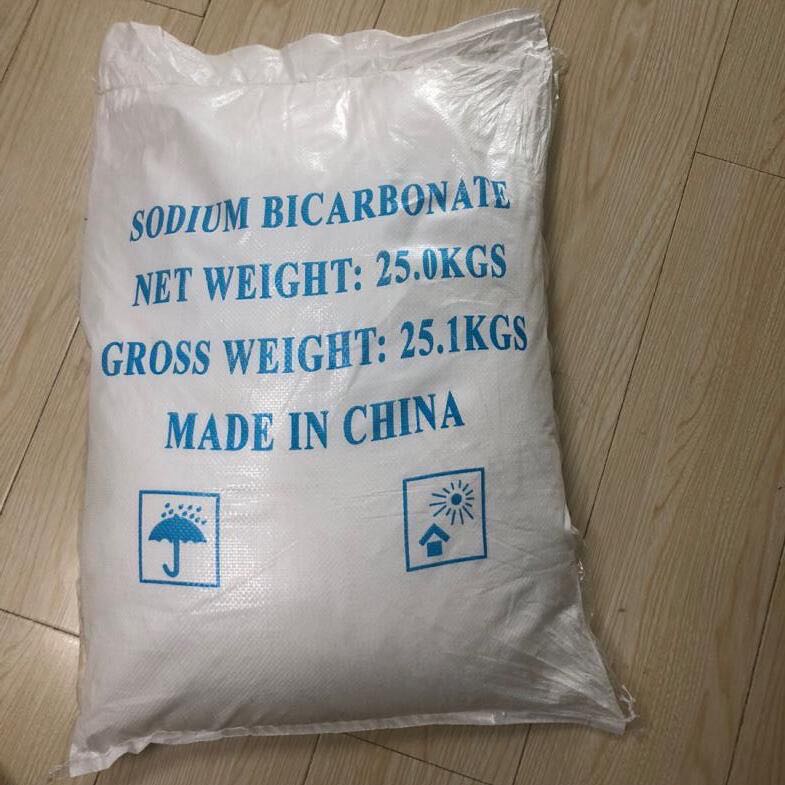 SODIUM BICARBONATE
NET WEIGHT: 25.0KGS
GROSS WEIGHT: 25.1KGS
MADE IN CHINA